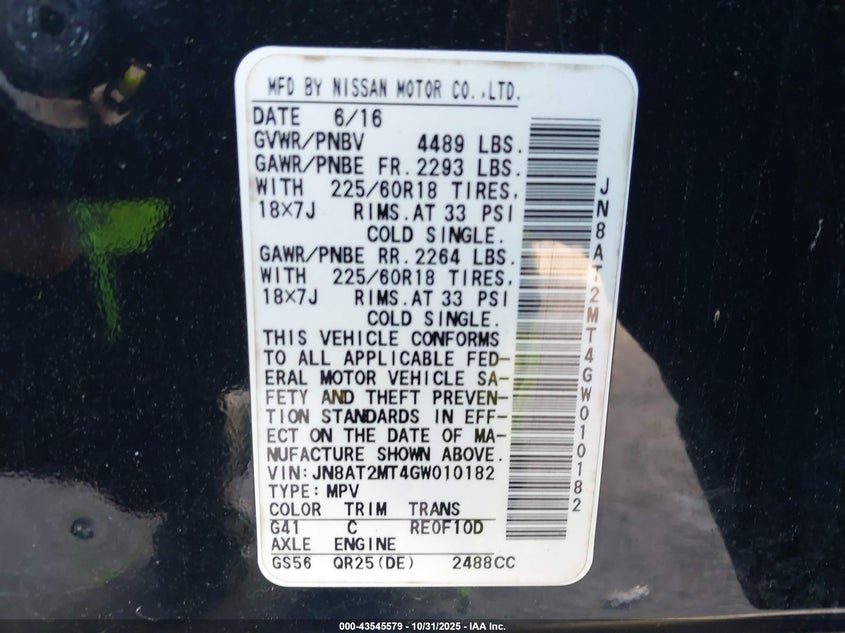 MFD BY NISSAN MOTOR CO.,LTD.
DATE 6/16
GVWR/PNBV 4489 LBS.
GAWR/PNBE FR. 2293 LBS.
WITH 225/60R18 TIRES,
18×7J RIMS. AT 33 PSI
COLD SINGLE.
GAWR/PNBE RR. 2264 LBS.
WITH 225/60R18 TIRES,
18×7J RIMS. AT 33 PSI
COLD SINGLE.
THIS VEHICLE CONFORMS
TO ALL APPLICABLE FED-
ERAL MOTOR VEHICLE SA-
FETY AND THEFT PREVEN-
TION STANDARDS IN EFF-
ECT ON THE DATE OF MA-
NUFACTURE SHOWN ABOVE.
VIN: JN8AT2MT4GW010182
TYPE: MPV
COLOR TRIM TRANS
G41 C RE0F10D
AXLE ENGINE
GS56 QR25(DE) 2488CC
JN8AT2MT4GW010182
000-43545579 - 10/31/2025 - IAA Inc.